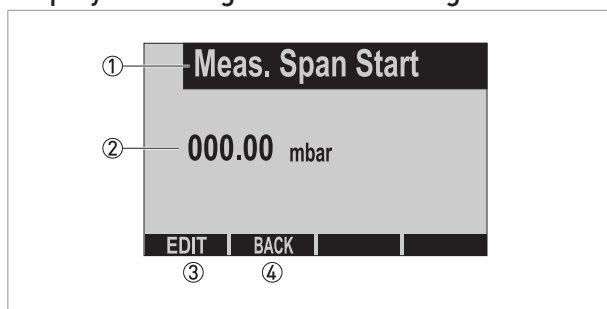 ① Meas. Span Start
② 000.00 mbar
EDIT BACK
③ ④